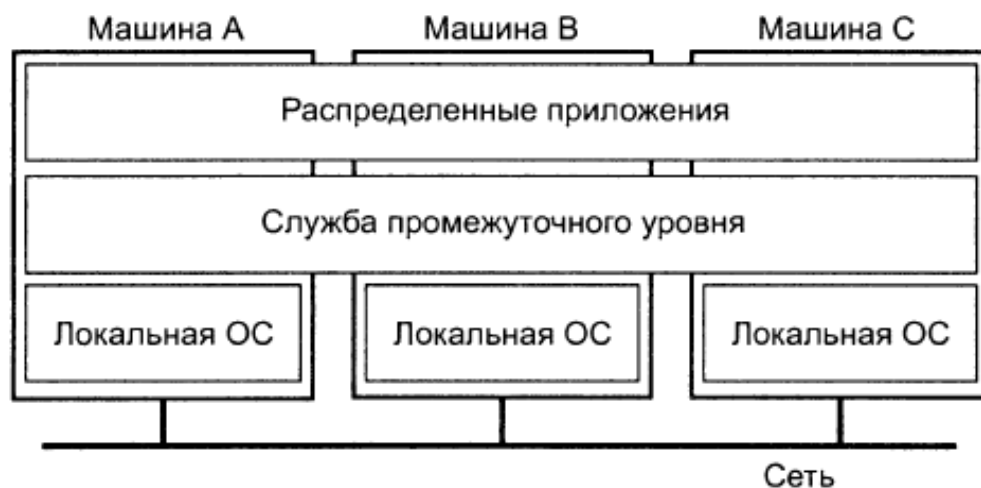 Машина A
Машина B
Машина C
Распределенные приложения
Служба промежуточного уровня
Локальная ОС
Локальная ОС
Локальная ОС
Сеть